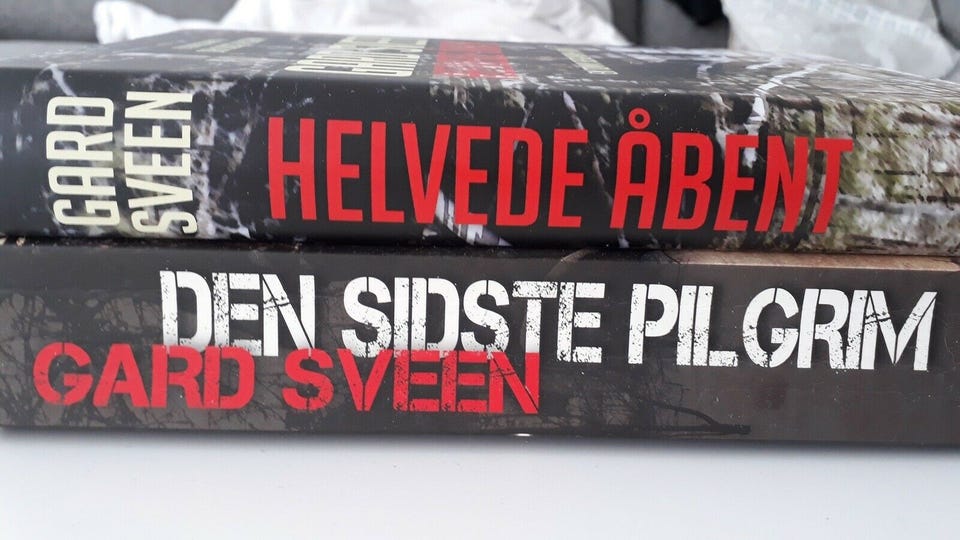 GARD
SVEEN
HELVEDE ÅBENT
DEN SIDSTE PILGRIM
GARD SVEEN